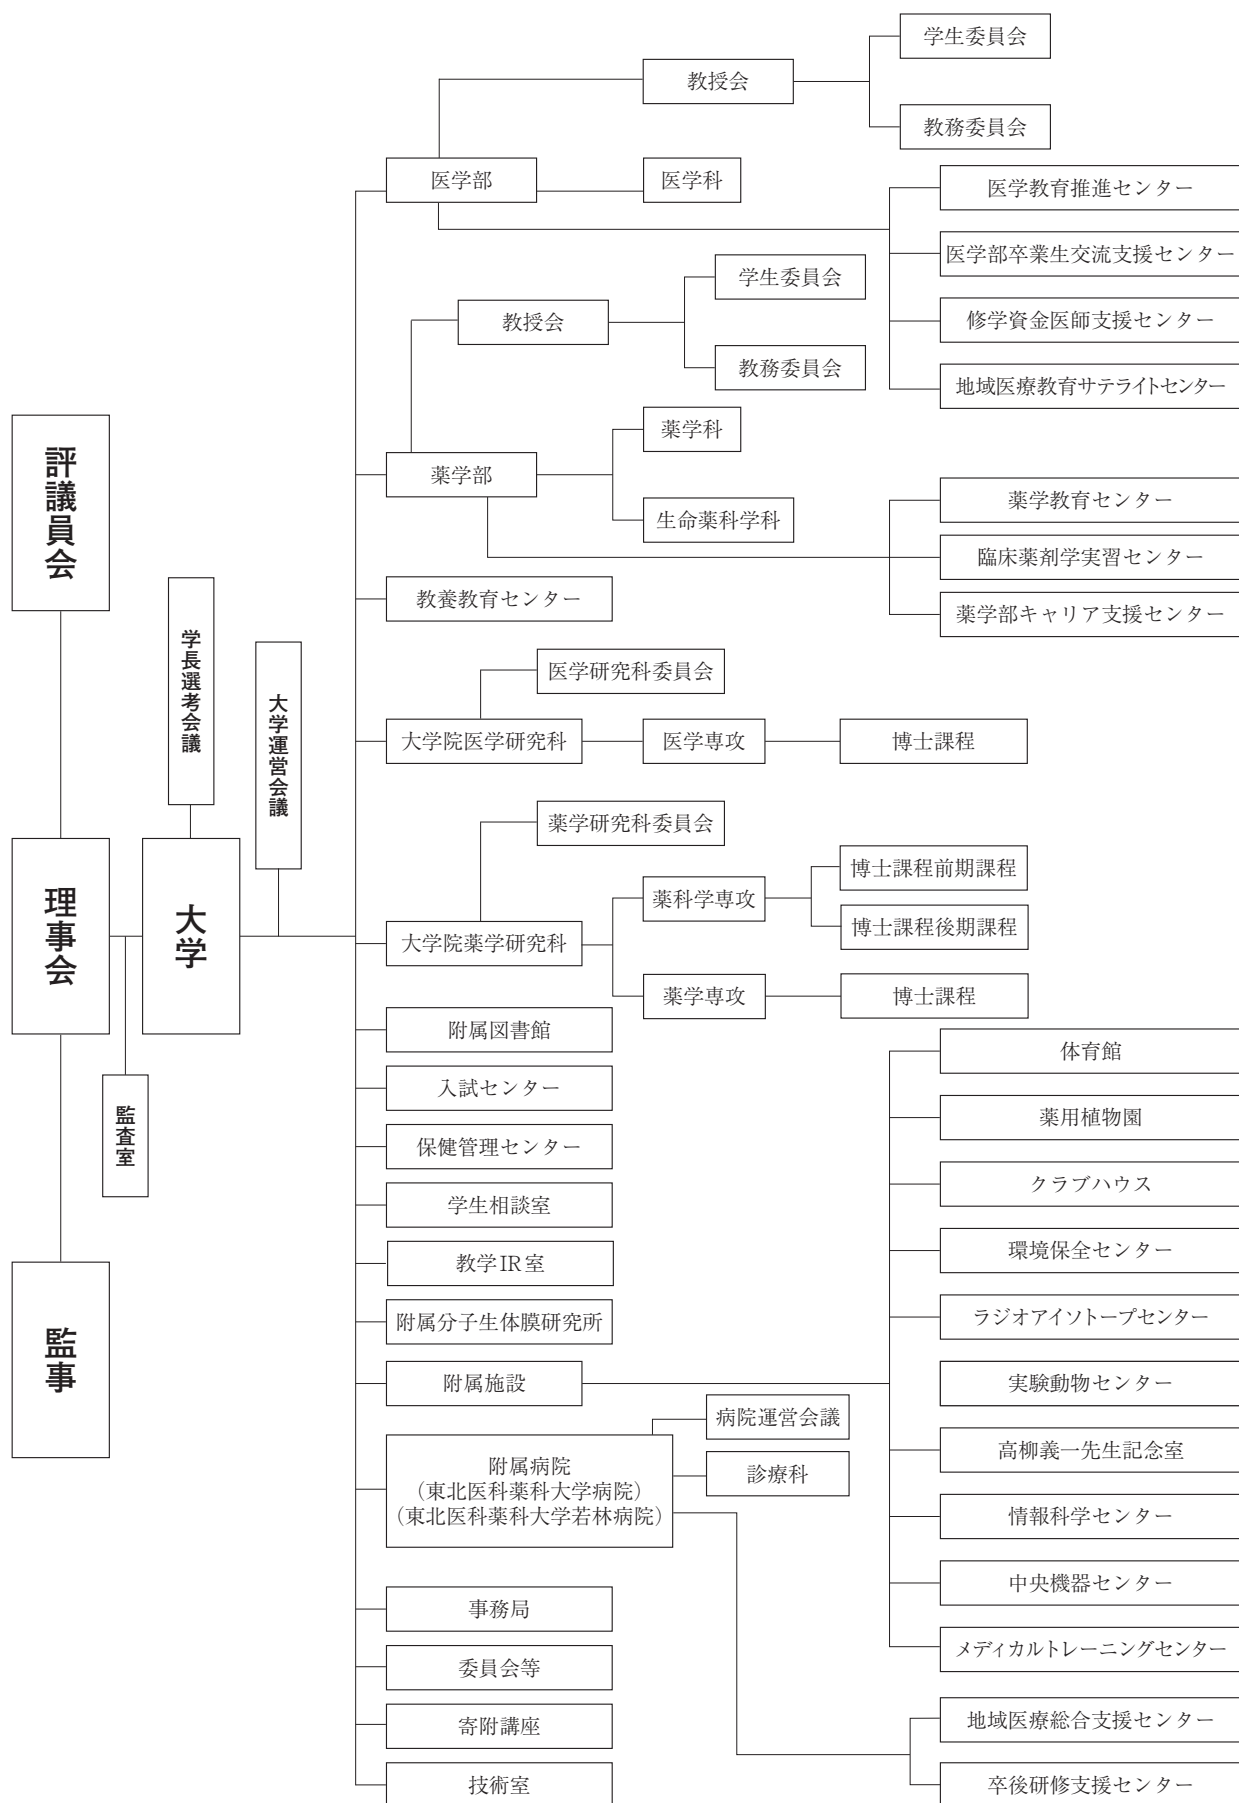 学生委員会
教授会
教務委員会
医学部
医学科
医学教育推進センター
医学部卒業生交流支援センター
修学資金医師支援センター
地域医療教育サテライトセンター
学生委員会
教授会
教務委員会
薬学科
薬学部
生命薬科学科
薬学教育センター
臨床薬剤学実習センター
薬学部キャリア支援センター
評議員会
理事会
監事
監査室
学長選考会議
大学
大学運営会議
教養教育センター
医学研究科委員会
大学院医学研究科
医学専攻
博士課程
薬学研究科委員会
大学院薬学研究科
薬科学専攻
博士課程前期課程
博士課程後期課程
薬学専攻
博士課程
附属図書館
入試センター
保健管理センター
学生相談室
教学IR室
附属分子生体膜研究所
附属施設
体育館
薬用植物園
クラブハウス
環境保全センター
ラジオアイソトープセンター
実験動物センター
高柳義一先生記念室
情報科学センター
中央機器センター
メディカルトレーニングセンター
病院運営会議
附属病院
（東北医科薬科大学病院）
（東北医科薬科大学若林病院）
診療科
地域医療総合支援センター
卒後研修支援センター
事務局
委員会等
寄附講座
技術室